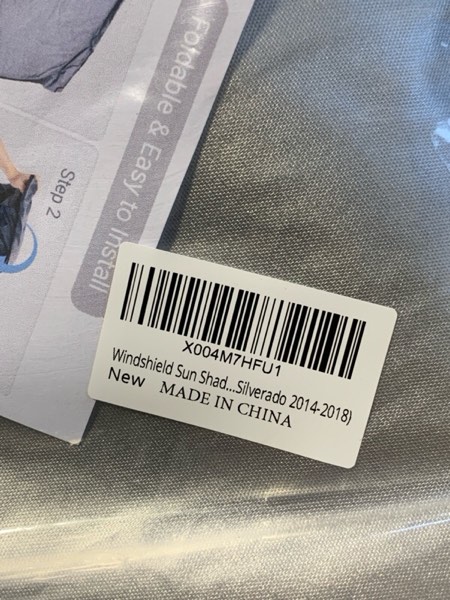 Foldable & Easy to Install
Step 2
X004M7HFU1
Windshield Sun Shad...Silverado 2014-2018)
New MADE IN CHINA